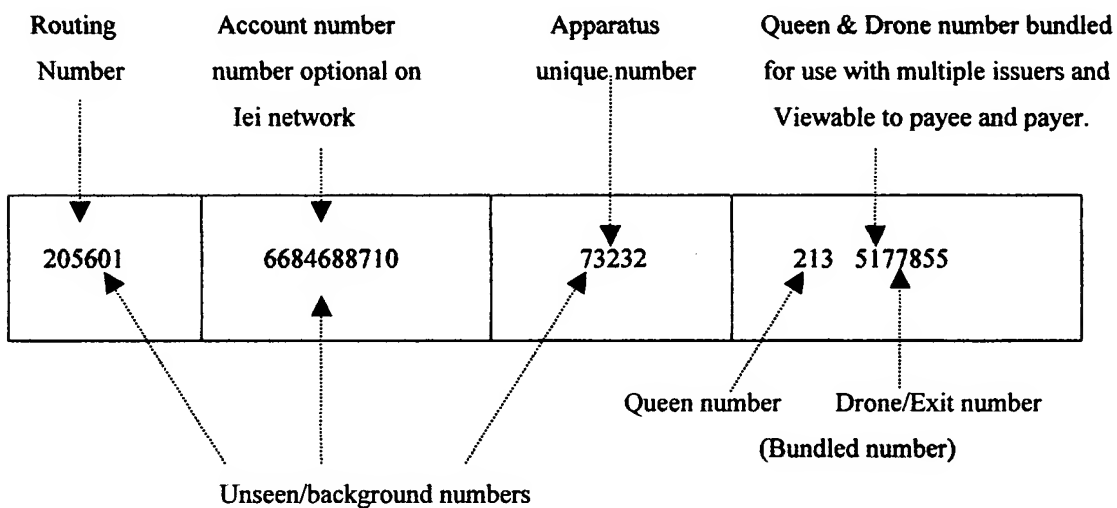 Routing Account number Apparatus Queen & Drone number bundled
Number number optional on unique number for use with multiple issuers and
Iei network Viewable to payee and payer.
205601 6684688710 73232 213 5177855
Queen number Drone/Exit number
(Bundled number)
Unseen/background numbers